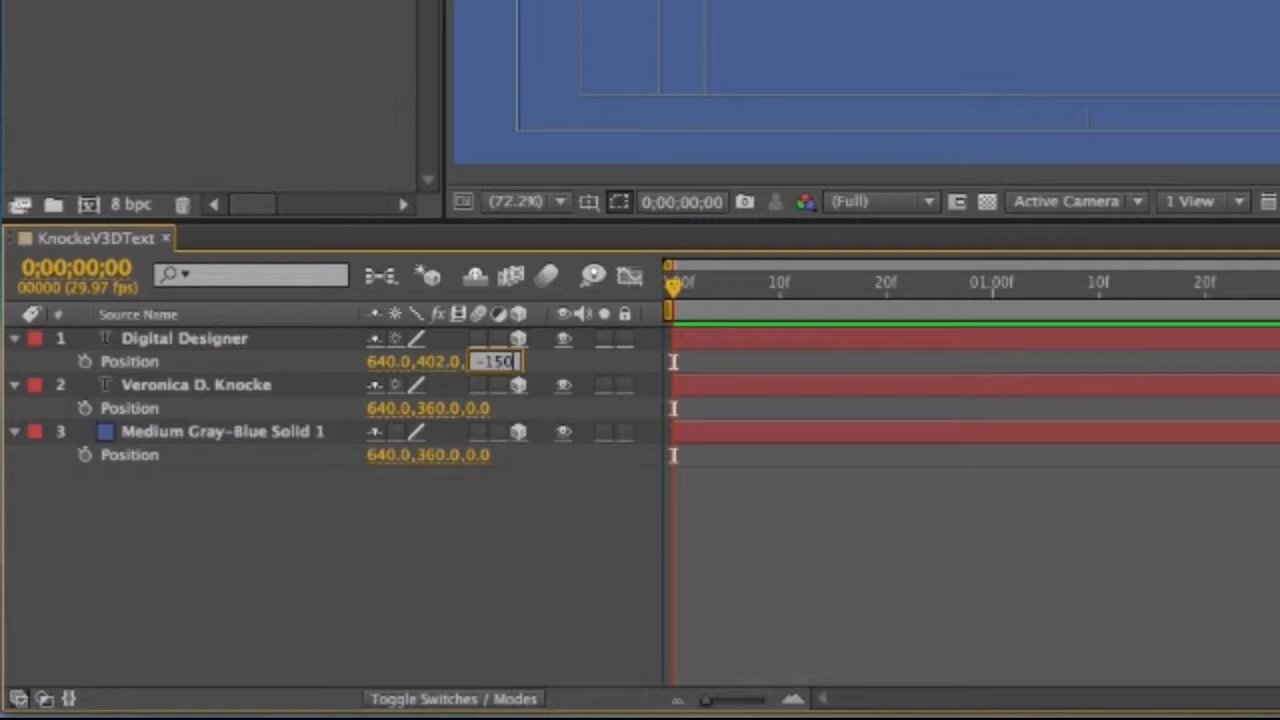 8 bpc
(72.2%) 0;00;00;00 (Full) Active Camera 1 View
KnockeV3DText ×
0;00;00;00
00000 (29.97 fps)
00f 10f 20f 01:00f 10f 20f
# Source Name fx
1 T Digital Designer
Position 640.0,402.0, -150
2 T Veronica D. Knocke
Position 640.0,360.0,0.0
3 Medium Gray-Blue Solid 1
Position 640.0,360.0,0.0
Toggle Switches / Modes